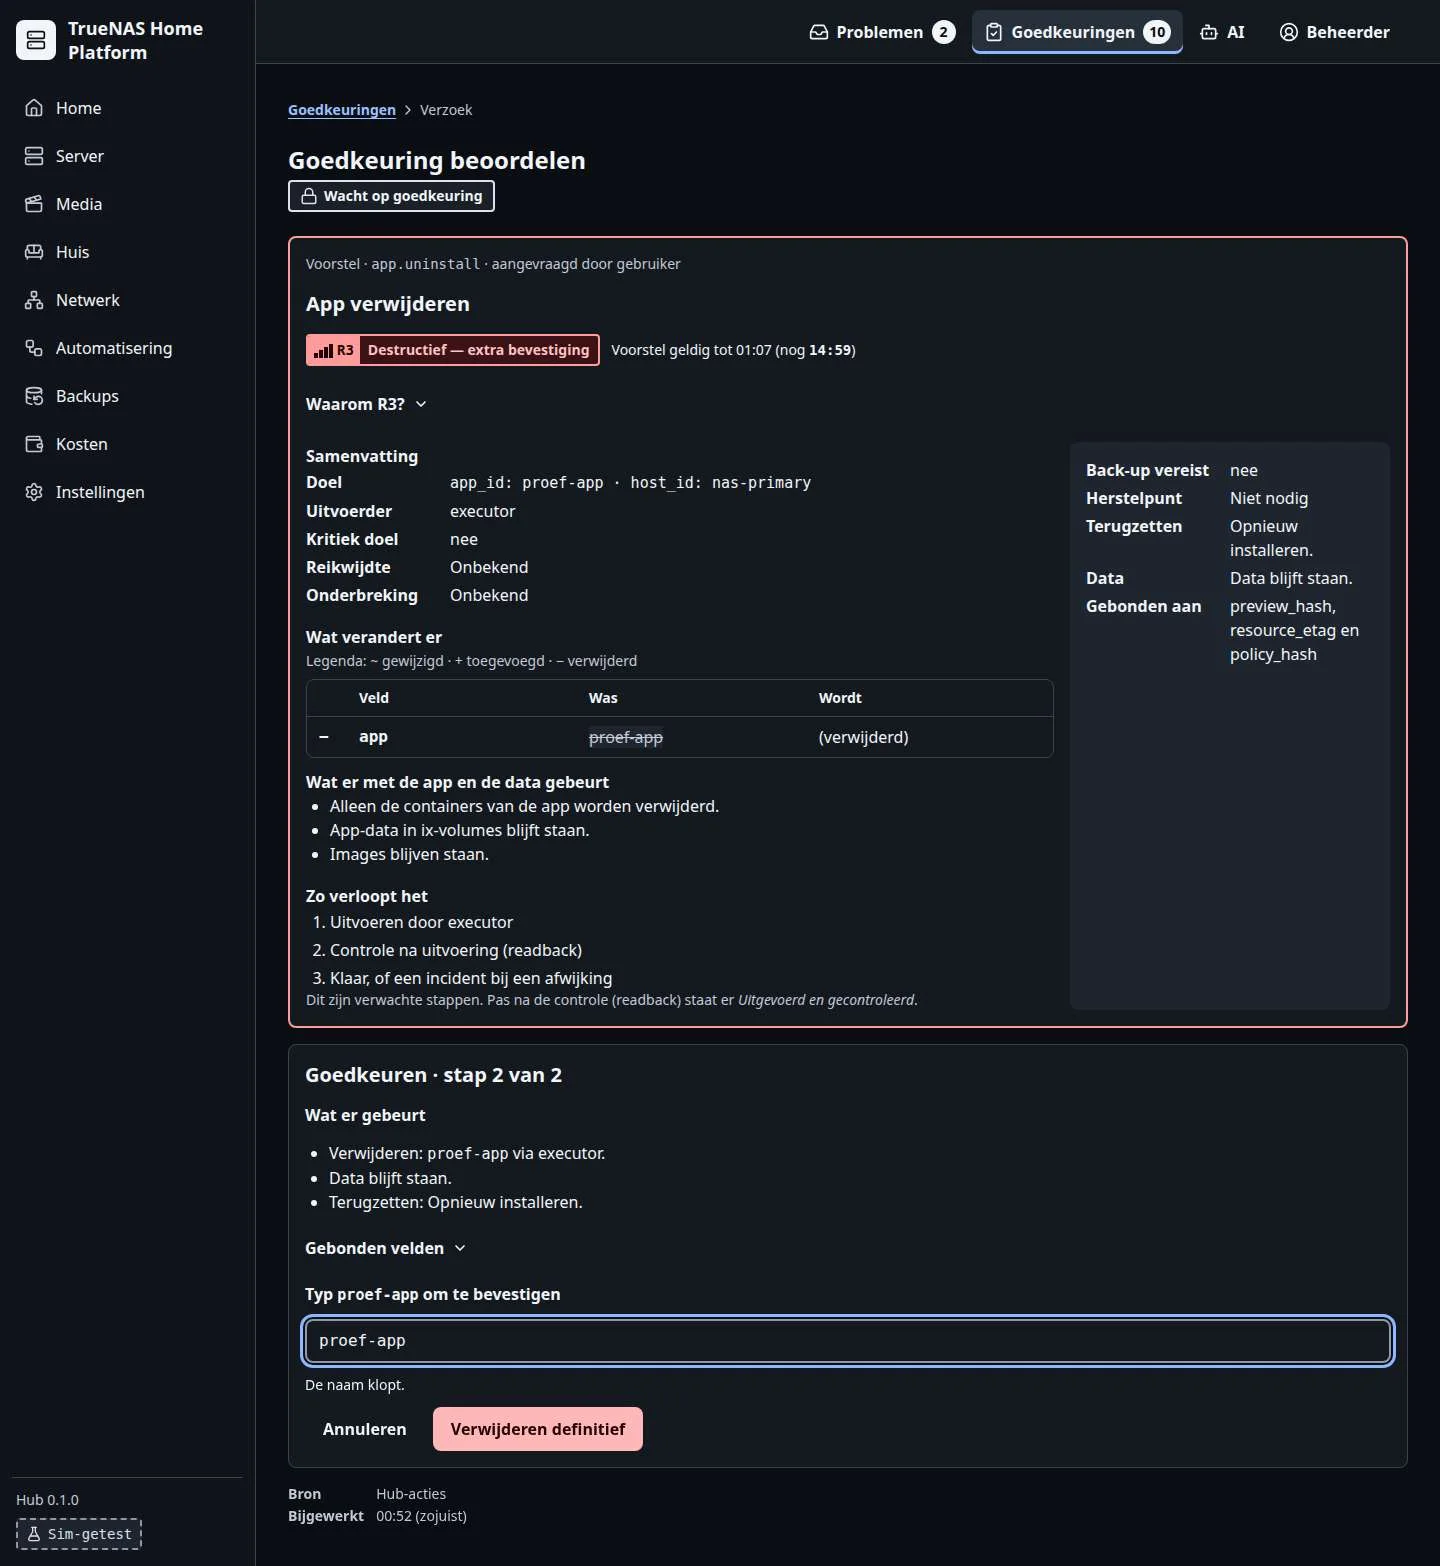 TrueNAS Home
Platform
Problemen 2
Goedkeuringen 10
AI
Beheerder
Home
Server
Media
Huis
Netwerk
Automatisering
Backups
Kosten
Instellingen
Goedkeuringen > Verzoek
Goedkeuring beoordelen
Wacht op goedkeuring
Voorstel · app.uninstall · aangevraagd door gebruiker
App verwijderen
R3 Destructief — extra bevestiging Voorstel geldig tot 01:07 (nog 14:59)
Waarom R3?
Samenvatting
Doel app_id: proef-app · host_id: nas-primary
Uitvoerder executor
Kritiek doel nee
Reikwijdte Onbekend
Onderbreking Onbekend
Back-up vereist nee
Herstelpunt Niet nodig
Terugzetten Opnieuw
installeren.
Data Data blijft staan.
Gebonden aan preview_hash,
resource_etag en
policy_hash
Wat verandert er
Legenda: ~ gewijzigd · + toegevoegd · − verwijderd
Veld Was Wordt
− app proef-app (verwijderd)
Wat er met de app en de data gebeurt
• Alleen de containers van de app worden verwijderd.
• App-data in ix-volumes blijft staan.
• Images blijven staan.
Zo verloopt het
1. Uitvoeren door executor
2. Controle na uitvoering (readback)
3. Klaar, of een incident bij een afwijking
Dit zijn verwachte stappen. Pas na de controle (readback) staat er Uitgevoerd en gecontroleerd.
Goedkeuren · stap 2 van 2
Wat er gebeurt
• Verwijderen: proef-app via executor.
• Data blijft staan.
• Terugzetten: Opnieuw installeren.
Gebonden velden
Typ proef-app om te bevestigen
proef-app
De naam klopt.
Annuleren Verwijderen definitief
Bron Hub-acties
Bijgewerkt 00:52 (zojuist)
Hub 0.1.0
Sim-getest